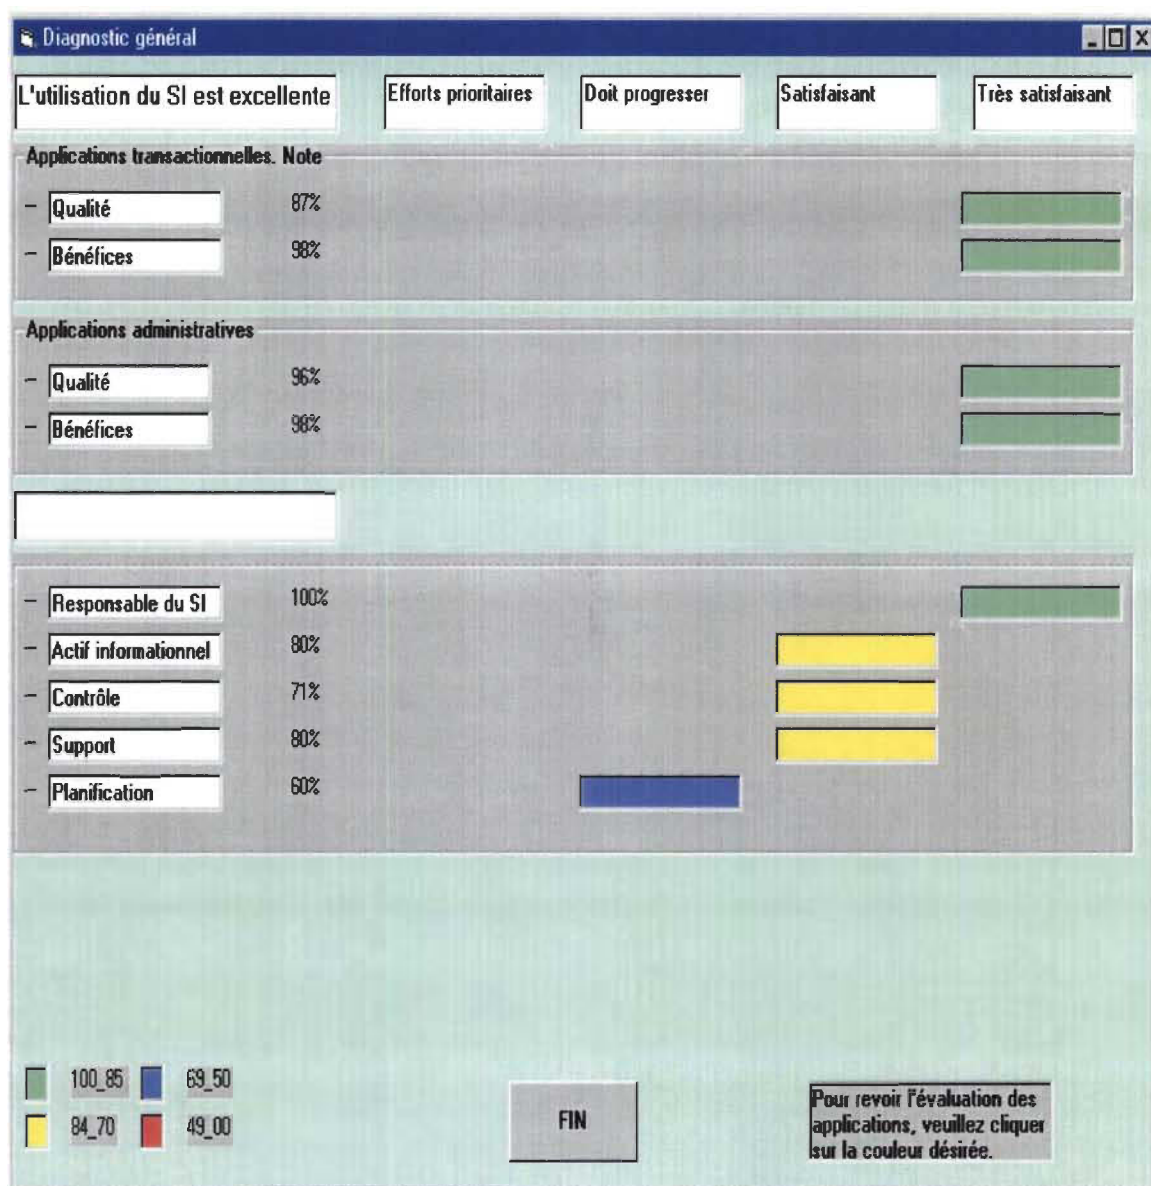 Diagnostic général
L'utilisation du SI est excellente
Efforts prioritaires
Doit progresser
Satisfaisant
Très satisfaisant
Applications transactionnelles. Note
Qualité 87%
Bénéfices 98%
Applications administratives
Qualité 96%
Bénéfices 98%
Responsable du SI 100%
Actif informationnel 80%
Contrôle 71%
Support 80%
Planification 60%
100_85 69_50
84_70 49_00
FIN
Pour revoir l'évaluation des
applications, veuillez cliquer
sur la couleur désirée.